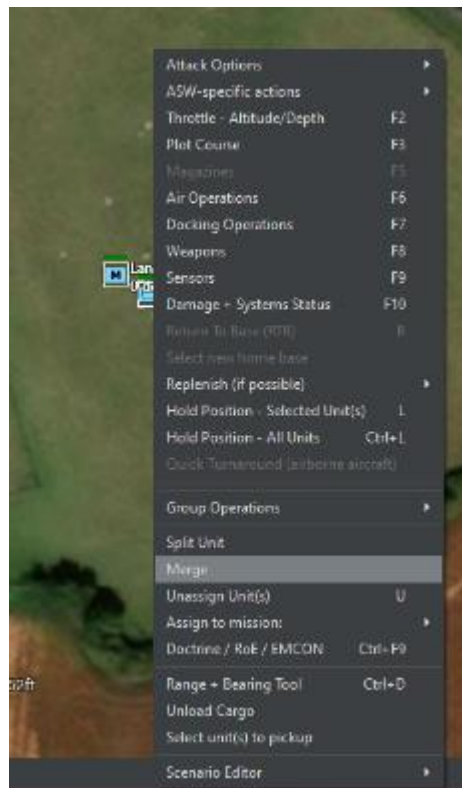 Attack Options
ASW-specific actions
Throttle - Altitude/Depth F2
Plot Course F3
Magazines F5
Air Operations F6
Docking Operations F7
Weapons F8
Sensors F9
Damage + Systems Status F10
Return To Base (RTB) B
Select new home base
Replenish (if possible)
Hold Position - Selected Unit(s) L
Hold Position - All Units Ctrl+L
Quick Turnaround (airborne aircraft)
Group Operations
Split Unit
Merge
Unassign Unit(s) U
Assign to mission:
Doctrine / RoE / EMCON Ctrl+F9
Range + Bearing Tool Ctrl+D
Unload Cargo
Select unit(s) to pickup
Scenario Editor
M
Lan
52ft